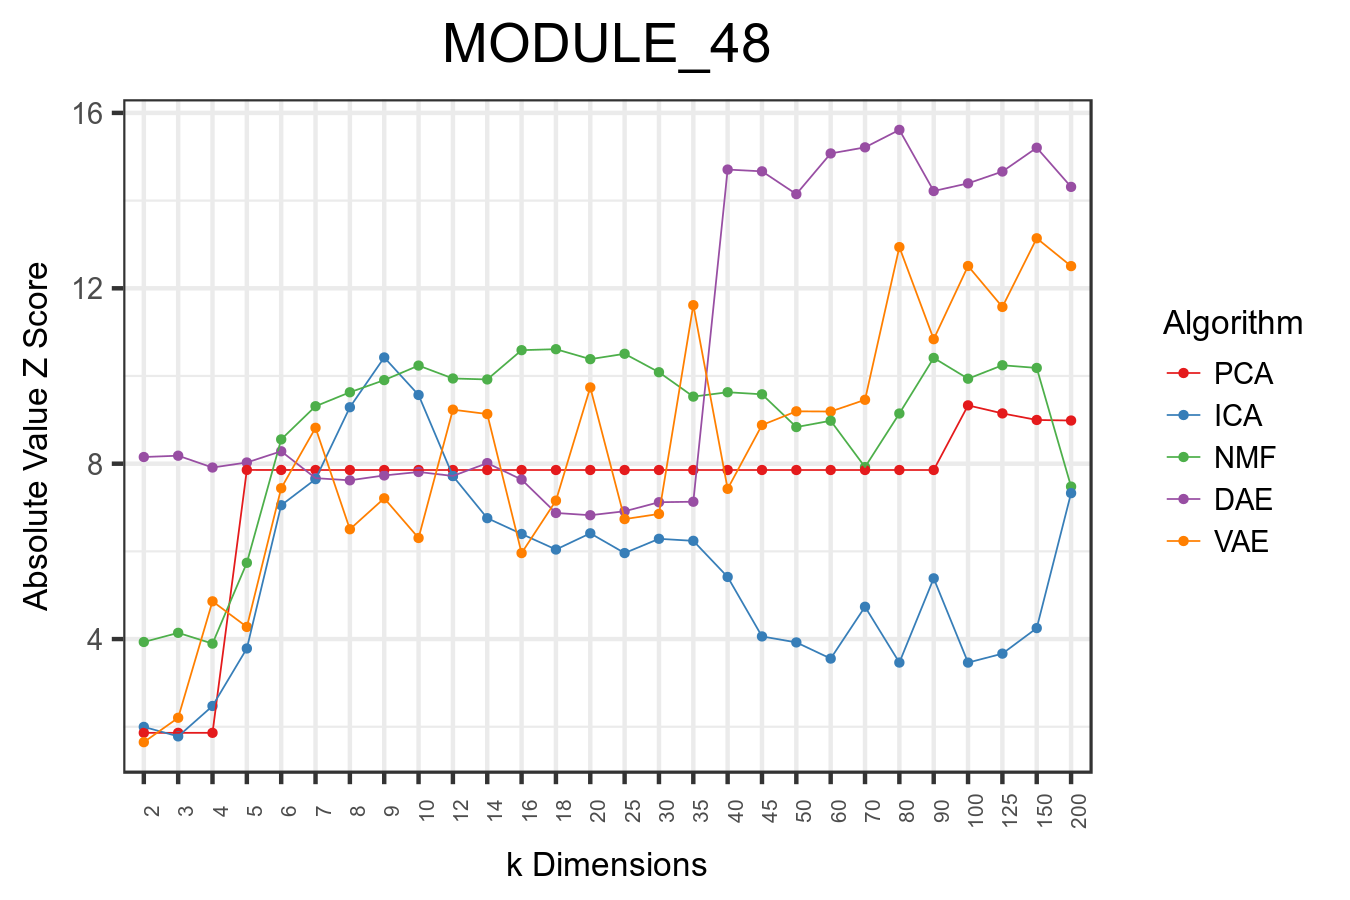 MODULE_48
Absolute Value Z Score
16
12
8
4
2 3 4 5 6 7 8 9 10 12 14 16 18 20 25 30 35 40 45 50 60 70 80 90 100 125 150 200
k Dimensions
Algorithm
PCA
ICA
NMF
DAE
VAE